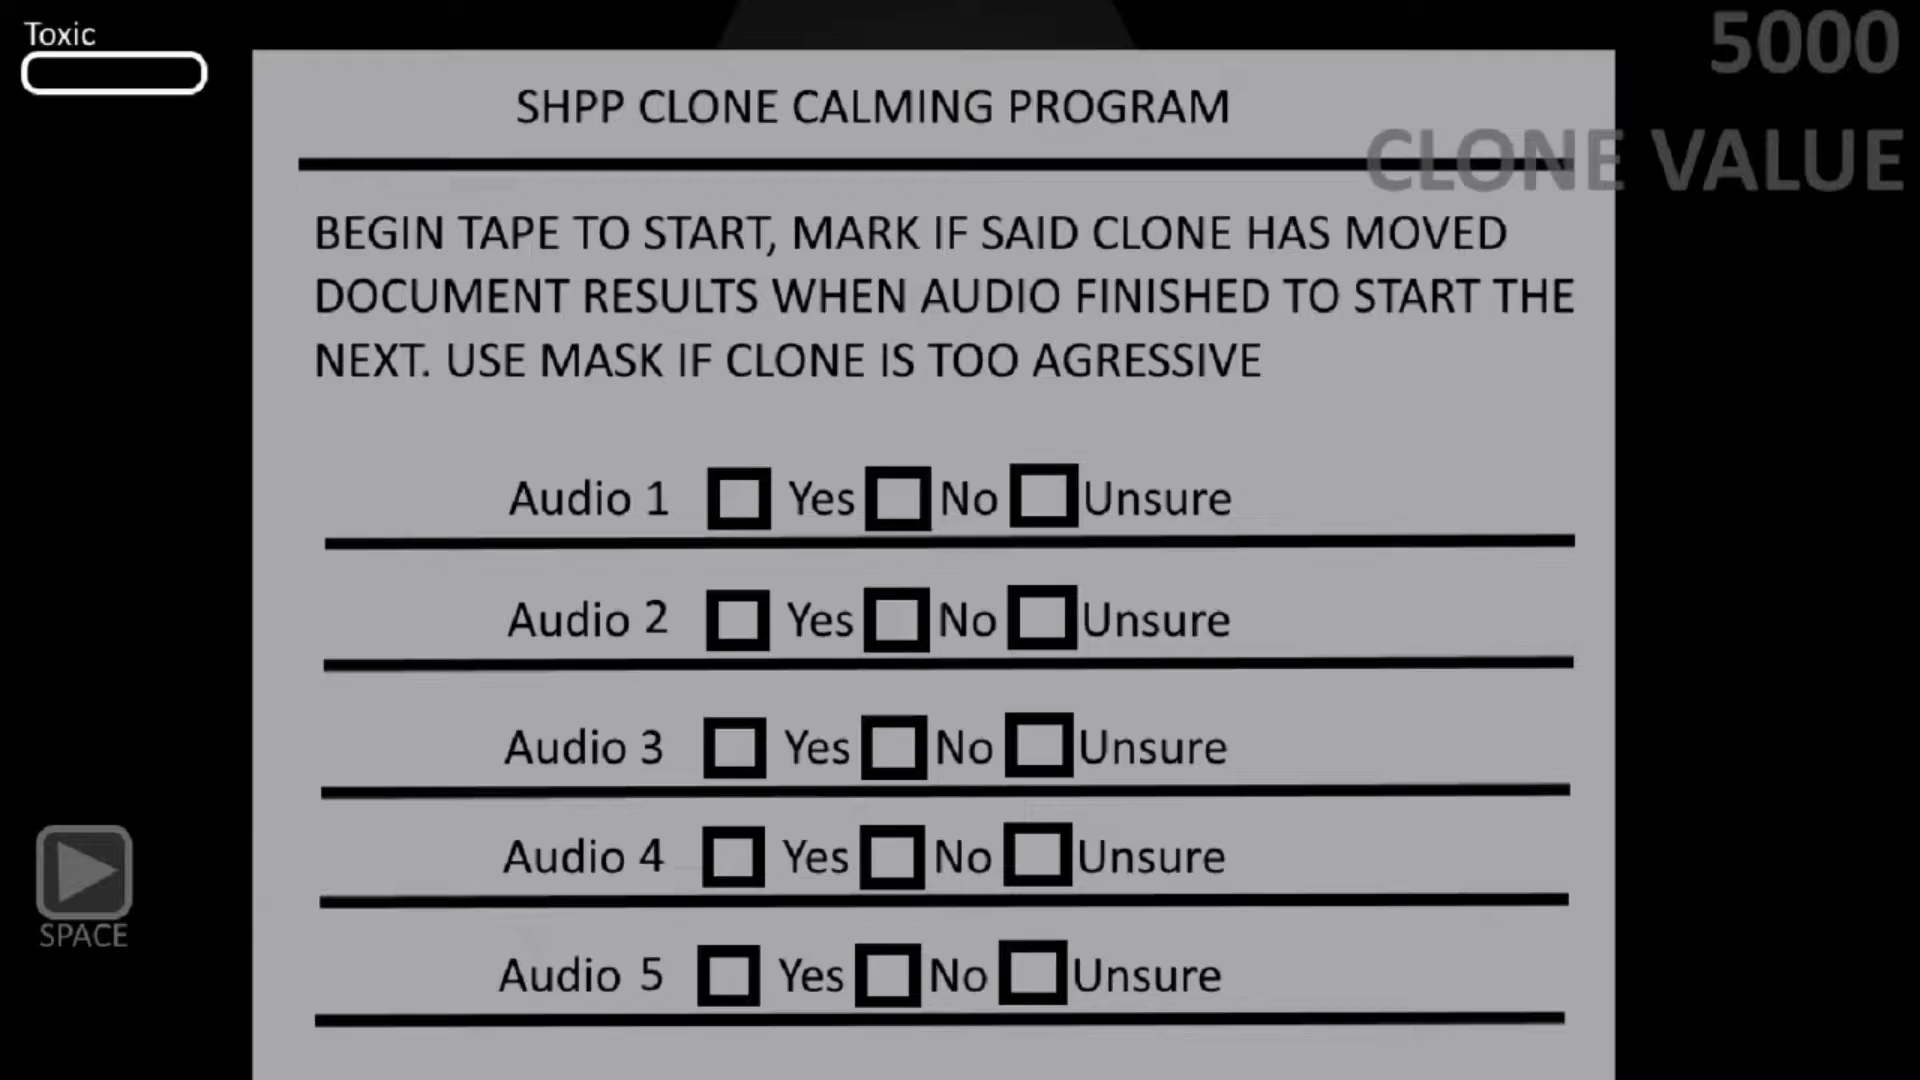 Toxic
5000
CLONE VALUE
SHPP CLONE CALMING PROGRAM
BEGIN TAPE TO START, MARK IF SAID CLONE HAS MOVED
DOCUMENT RESULTS WHEN AUDIO FINISHED TO START THE
NEXT. USE MASK IF CLONE IS TOO AGRESSIVE
Audio 1 Yes No Unsure
Audio 2 Yes No Unsure
Audio 3 Yes No Unsure
Audio 4 Yes No Unsure
Audio 5 Yes No Unsure
SPACE